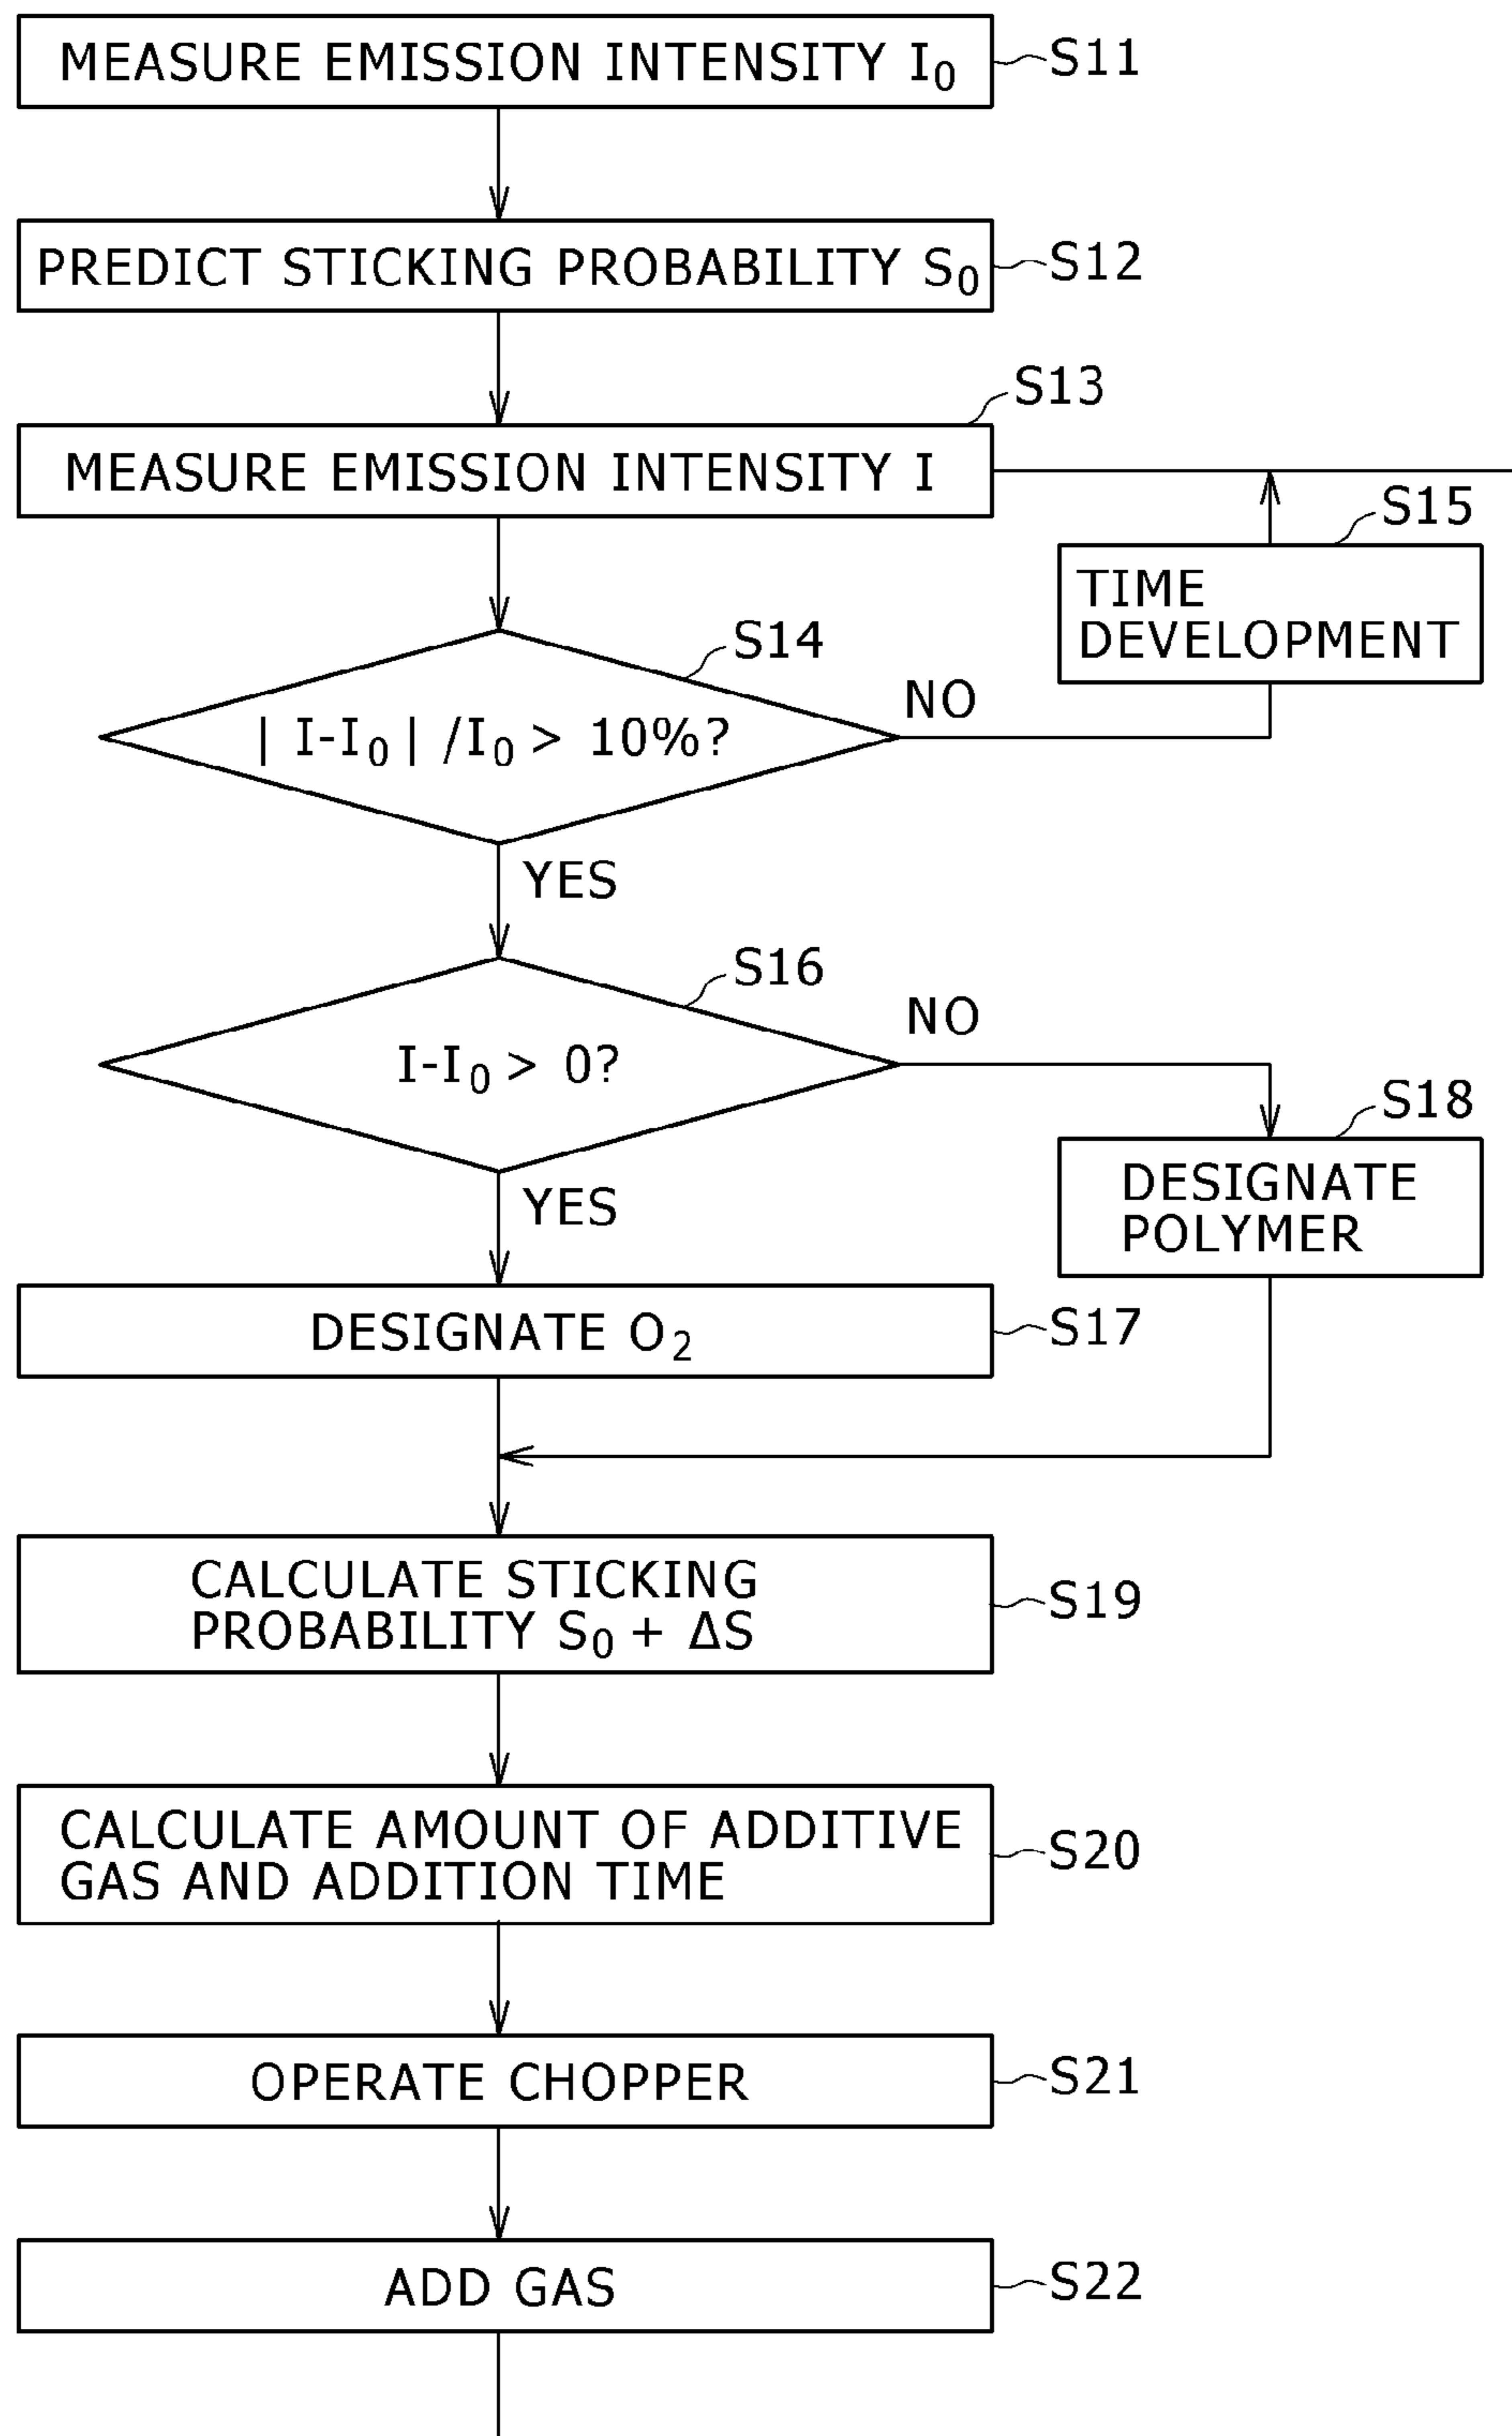 MEASURE EMISSION INTENSITY I₀
S11
PREDICT STICKING PROBABILITY S₀
S12
S13
MEASURE EMISSION INTENSITY I
S15
TIME
DEVELOPMENT
S14
NO
| I-I₀ | /I₀ > 10%?
YES
S16
NO
I-I₀ > 0?
S18
DESIGNATE
POLYMER
YES
DESIGNATE O₂
S17
CALCULATE STICKING
PROBABILITY S₀ + ΔS
S19
CALCULATE AMOUNT OF ADDITIVE
GAS AND ADDITION TIME
S20
OPERATE CHOPPER
S21
ADD GAS
S22